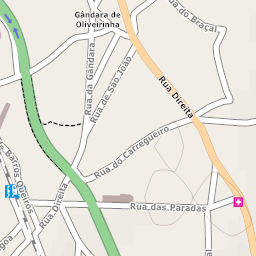 Gândara de
Oliveirinha
Rua do Braçal
Rua da Gândara
Rua de São João
Rua Direita
Rua do Carregueiro
de Barros Queirós
Rua Direita
Rua das Paradas